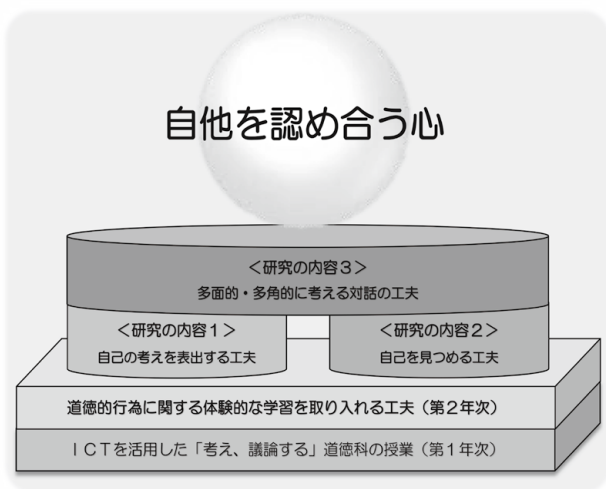 自他を認め合う心
＜研究の内容３＞
多面的・多角的に考える対話の工夫
＜研究の内容１＞
自己の考えを表出する工夫
＜研究の内容２＞
自己を見つめる工夫
道徳的行為に関する体験的な学習を取り入れる工夫（第２年次）
ＩＣＴを活用した「考え、議論する」道徳科の授業（第１年次）